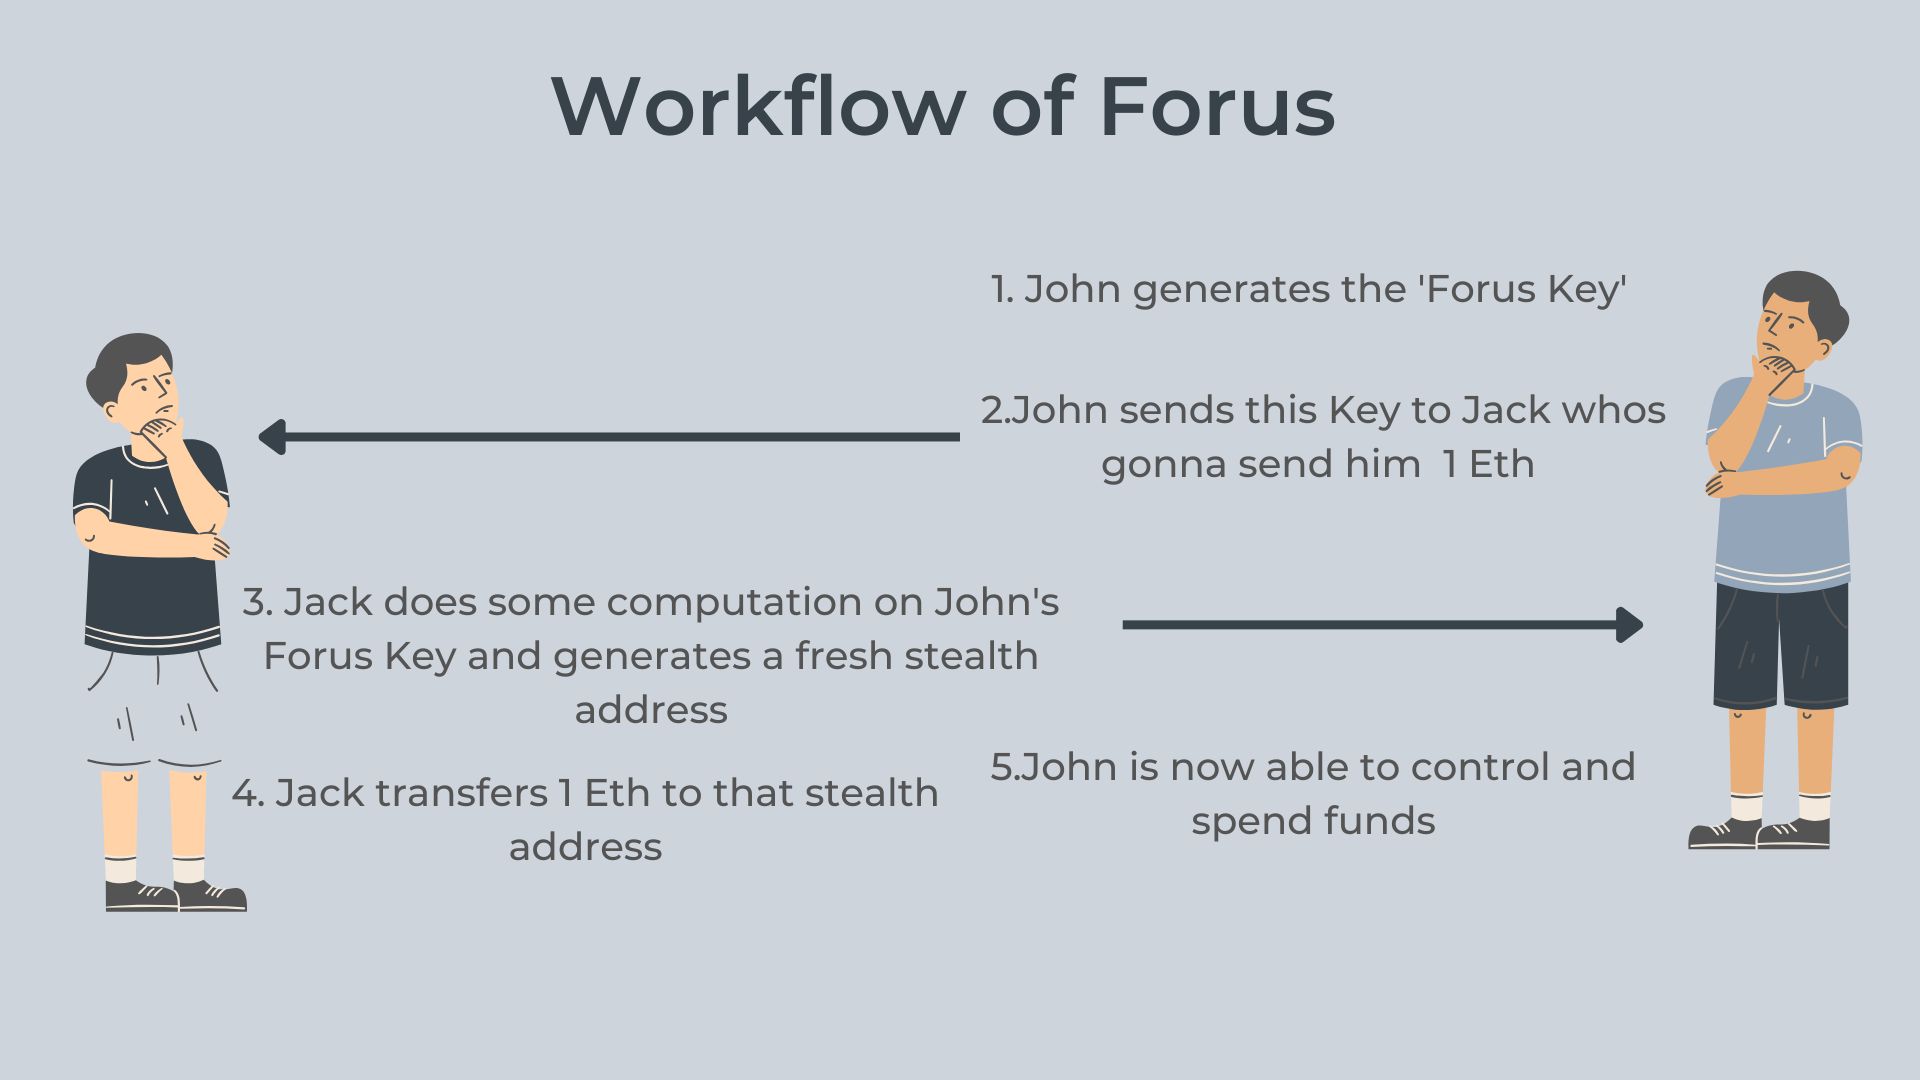 Workflow of Forus
1. John generates the 'Forus Key'
2.John sends this Key to Jack whos
gonna send him  1 Eth
3. Jack does some computation on John's
Forus Key and generates a fresh stealth
address
4. Jack transfers 1 Eth to that stealth
address
5.John is now able to control and
spend funds